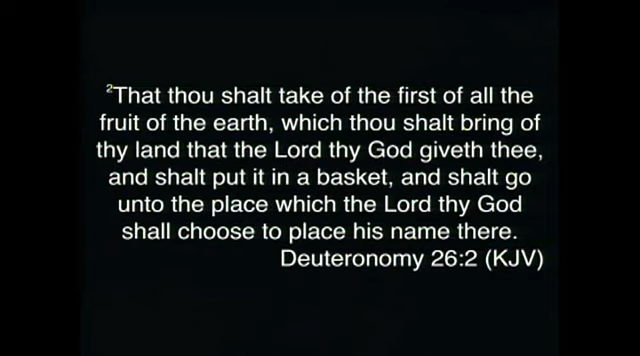 ²That thou shalt take of the first of all the
fruit of the earth, which thou shalt bring of
thy land that the Lord thy God giveth thee,
and shalt put it in a basket, and shalt go
unto the place which the Lord thy God
shall choose to place his name there.
Deuteronomy 26:2 (KJV)